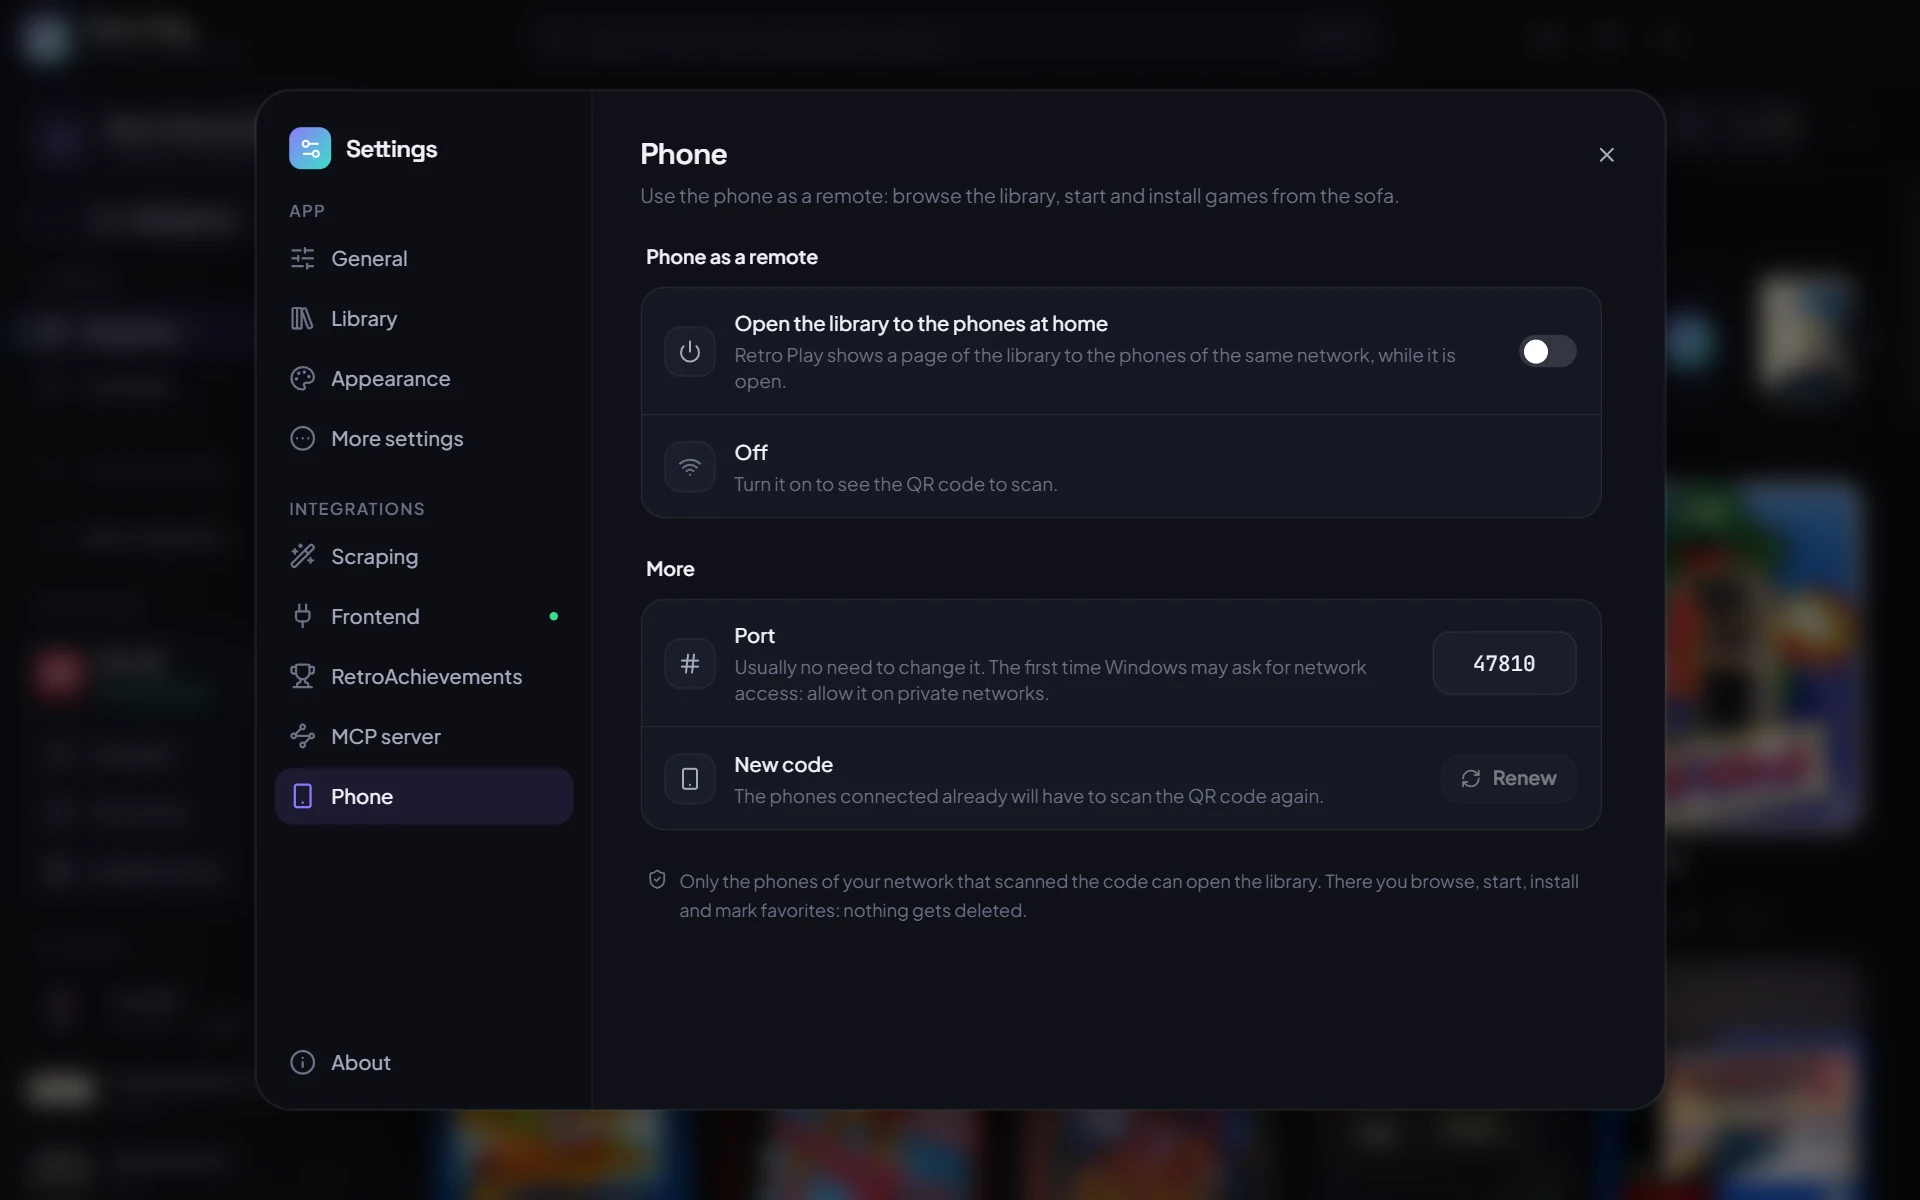 Settings
APP
General
Library
Appearance
More settings
INTEGRATIONS
Scraping
Frontend
RetroAchievements
MCP server
Phone
About
Phone
Use the phone as a remote: browse the library, start and install games from the sofa.
Phone as a remote
Open the library to the phones at home
Retro Play shows a page of the library to the phones of the same network, while it is
open.
Off
Turn it on to see the QR code to scan.
More
Port
Usually no need to change it. The first time Windows may ask for network
access: allow it on private networks.
47810
New code
The phones connected already will have to scan the QR code again.
Renew
Only the phones of your network that scanned the code can open the library. There you browse, start, install
and mark favorites: nothing gets deleted.